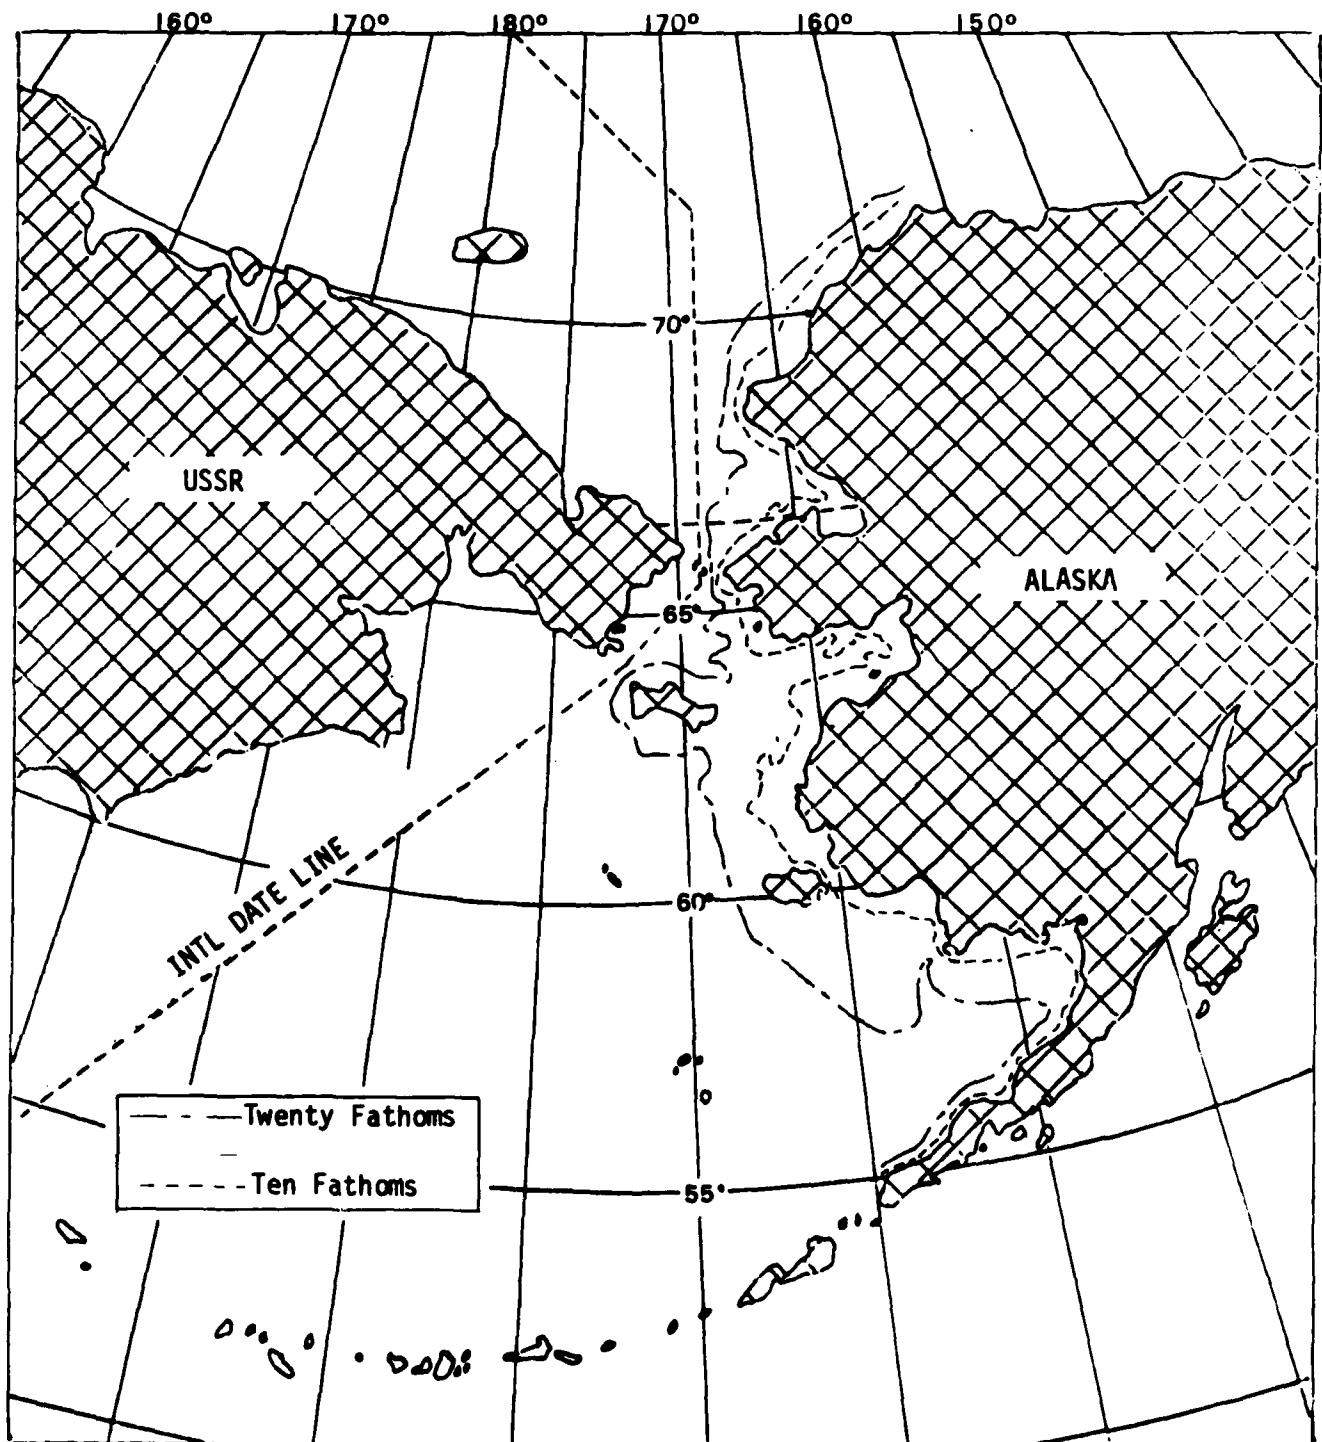 160° 170° 180° 170° 160° 150°
70°
USSR
ALASKA
65°
INTL DATE LINE
60°
Twenty Fathoms
Ten Fathoms
55°